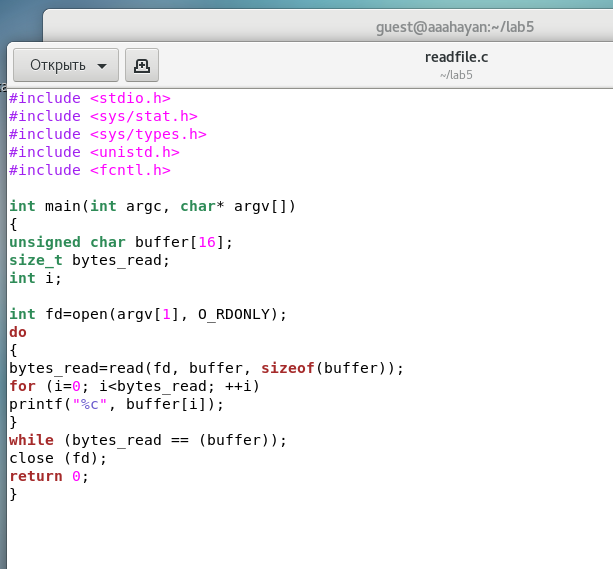 guest@aaahayan:~/lab5
Открыть
readfile.c
~/lab5
#include <stdio.h>
#include <sys/stat.h>
#include <sys/types.h>
#include <unistd.h>
#include <fcntl.h>

int main(int argc, char* argv[])
{
unsigned char buffer[16];
size_t bytes_read;
int i;

int fd=open(argv[1], O_RDONLY);
do
{
bytes_read=read(fd, buffer, sizeof(buffer));
for (i=0; i<bytes_read; ++i)
printf("%c", buffer[i]);
}
while (bytes_read == (buffer));
close (fd);
return 0;
}